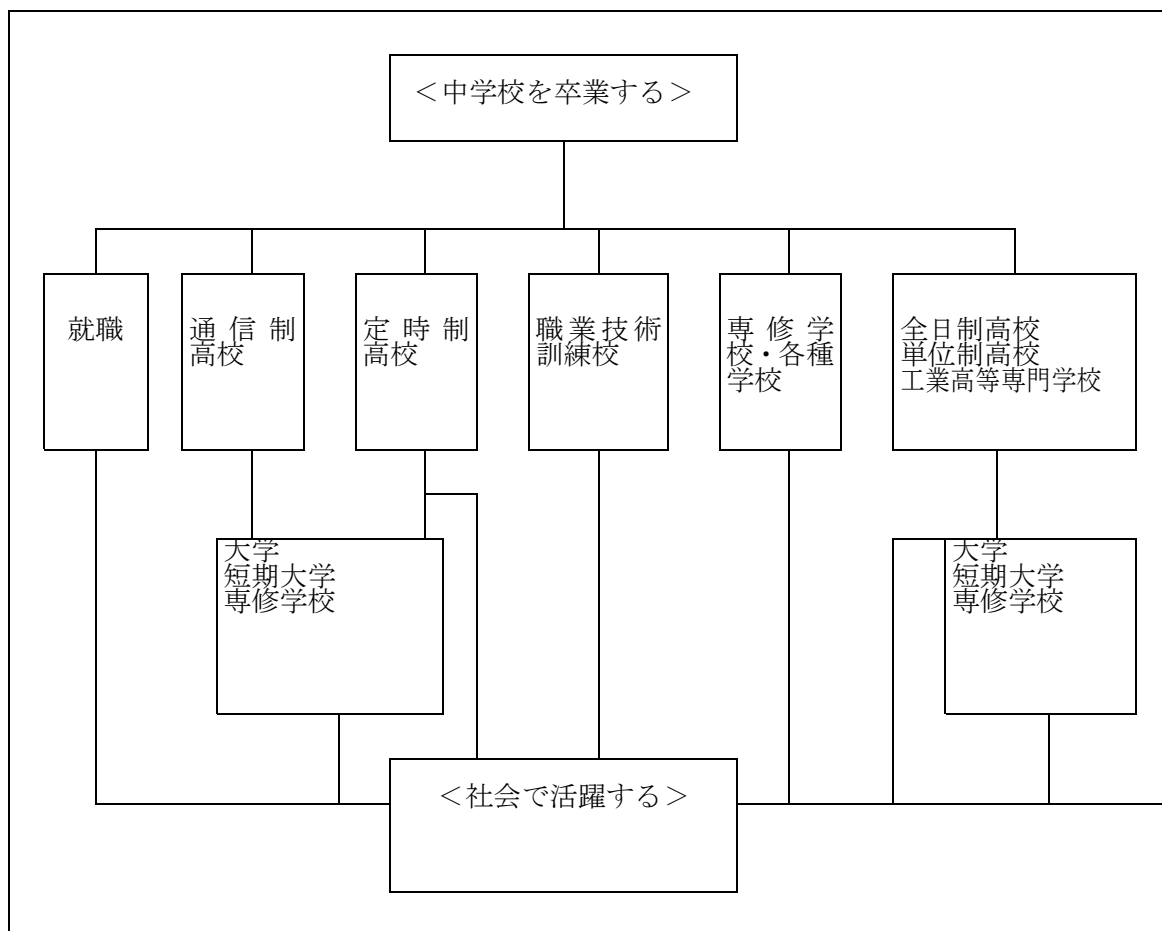 ＜中学校を卒業する＞
就職
通信制
高校
定時制
高校
職業技術
訓練校
専修学
校・各種
学校
全日制高校
単位制高校
工業高等専門学校
大学
短期大学
専修学校
大学
短期大学
専修学校
＜社会で活躍する＞